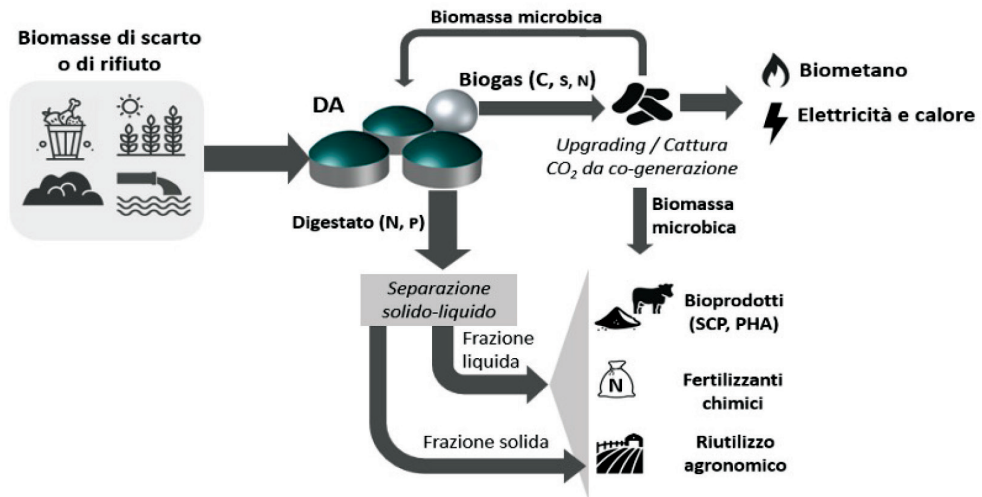 Biomassa microbica
Biomasse di scarto
o di rifiuto
DA
Biogas (C, S, N)
Biometano
Elettricità e calore
Upgrading / Cattura
CO₂ da co-generazione
Digestato (N, P)
Biomassa
microbica
Separazione
solido-liquido
Frazione
liquida
Frazione solida
Bioprodotti
(SCP, PHA)
N
Fertilizzanti
chimici
Riutilizzo
agronomico